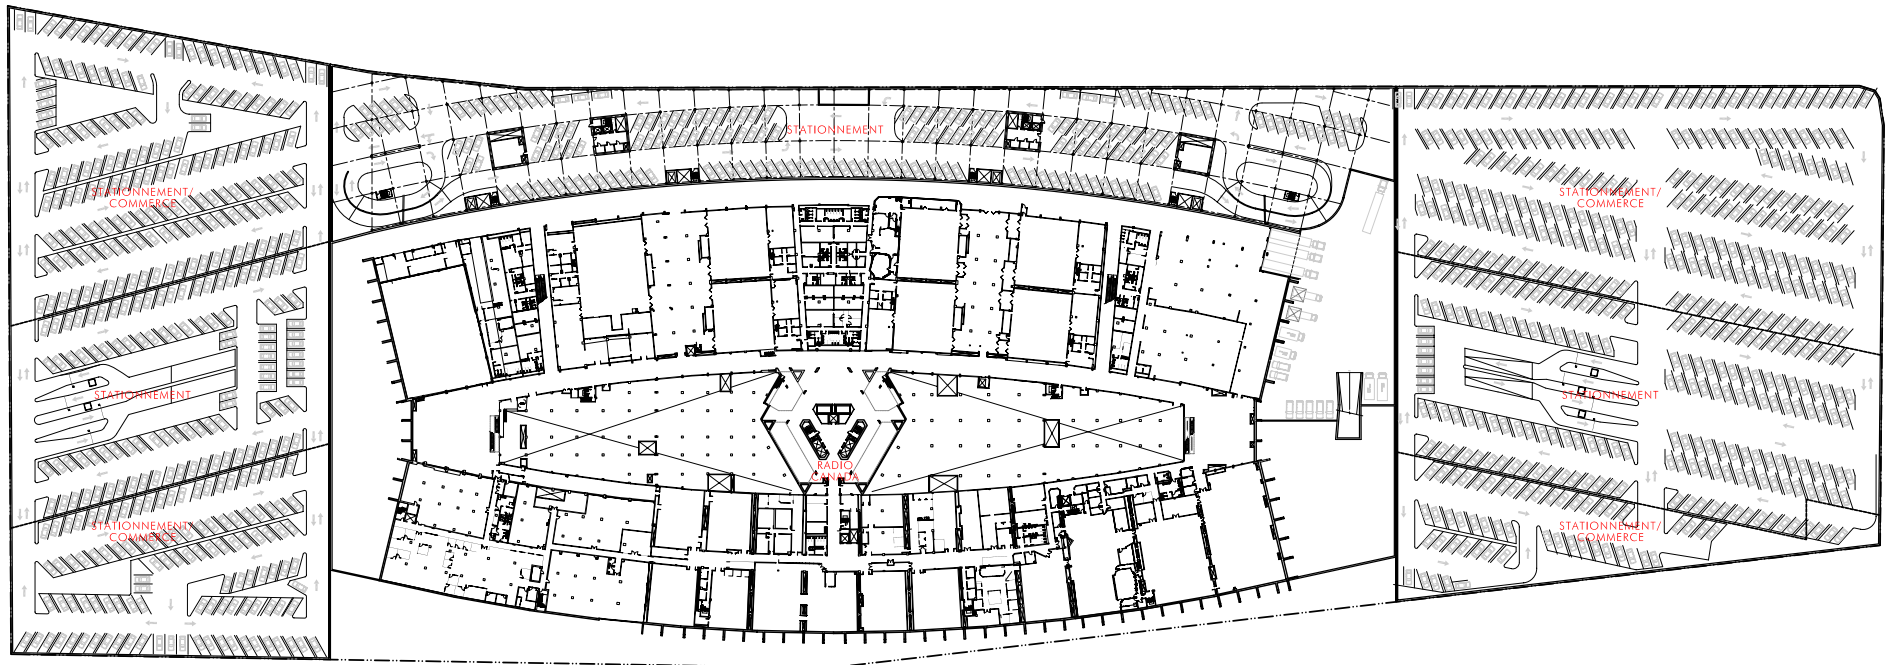 STATIONNEMENT
STATIONNEMENT/
COMMERCE
STATIONNEMENT/
COMMERCE
STATIONNEMENT
STATIONNEMENT
RADIO
CANADA
STATIONNEMENT/
COMMERCE
STATIONNEMENT/
COMMERCE